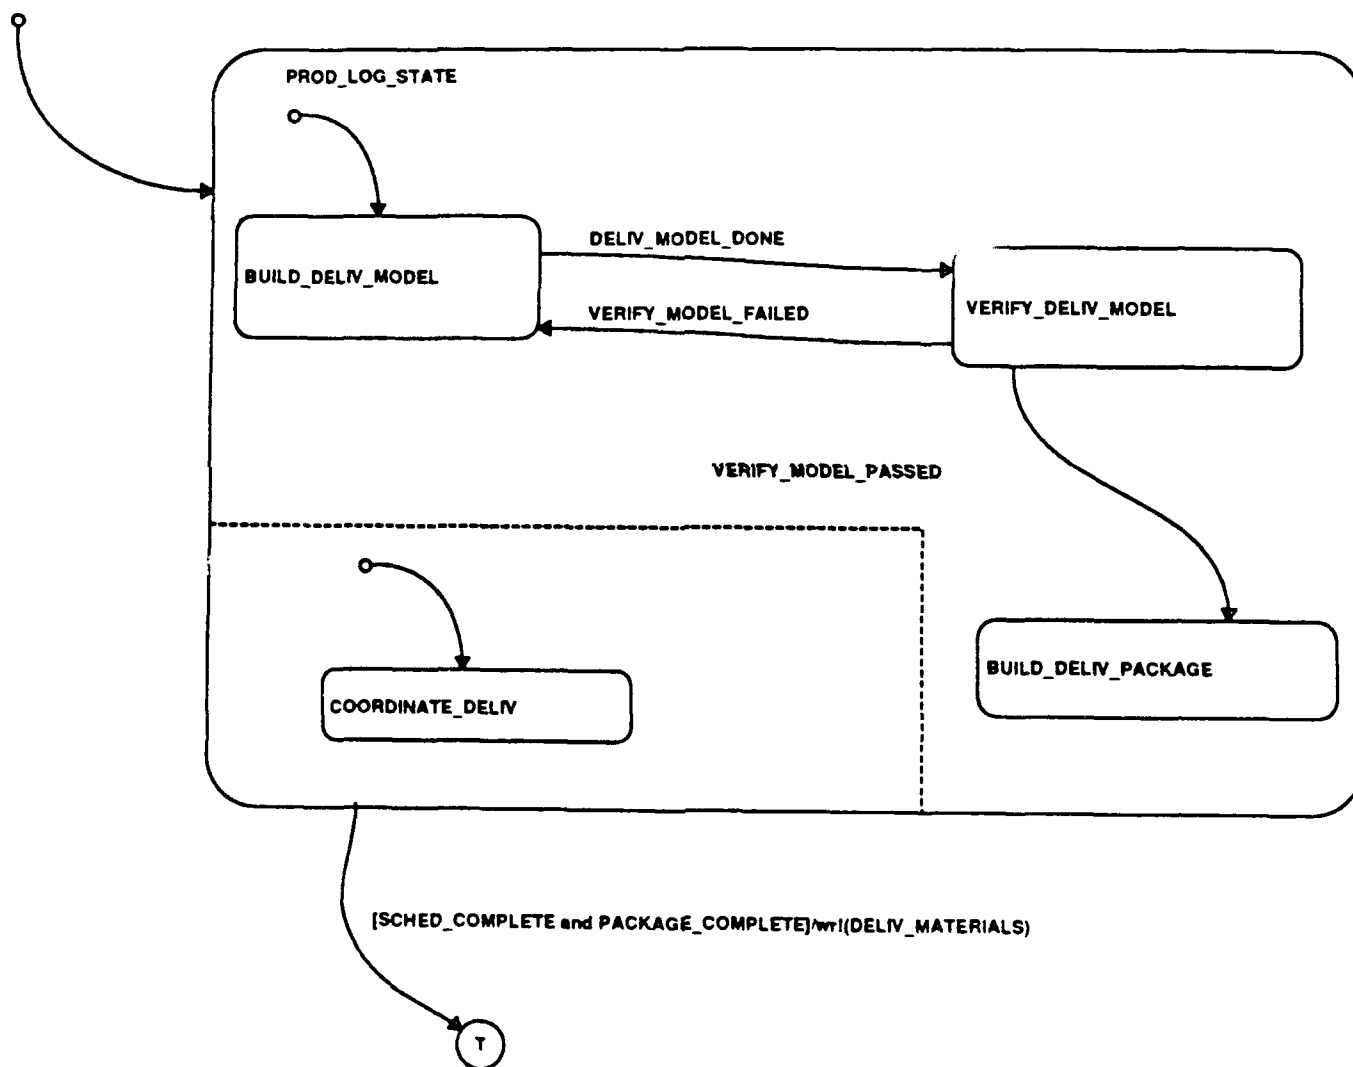 PROD_LOG_STATE
DELIV_MODEL_DONE
BUILD_DELIV_MODEL
VERIFY_MODEL_FAILED
VERIFY_DELIV_MODEL
VERIFY_MODEL_PASSED
BUILD_DELIV_PACKAGE
COORDINATE_DELIV
[SCHED_COMPLETE and PACKAGE_COMPLETE]/wr!(DELIV_MATERIALS)
T